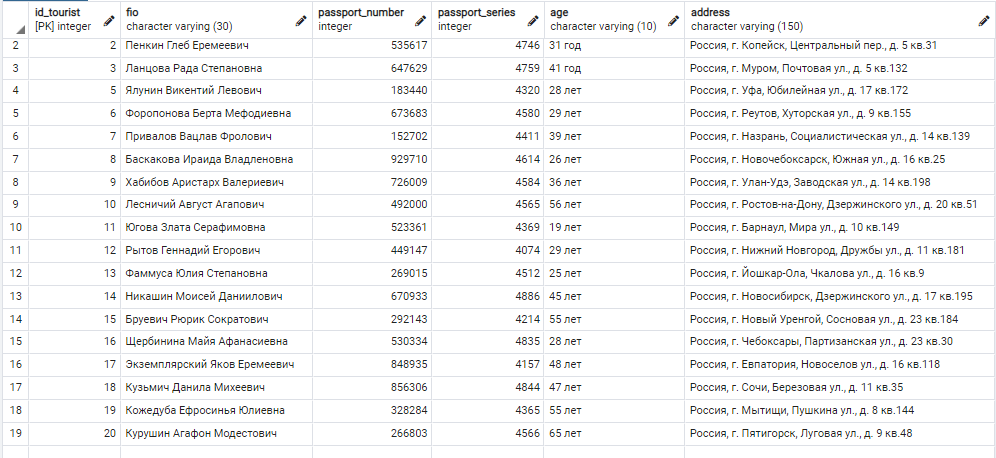 id_tourist fio passport_number passport_series age address
[PK] integer character varying (30) integer integer character varying (10) character varying (150)
2 2 Пенкин Глеб Еремеевич 535617 4746 31 год Россия, г. Копейск, Центральный пер., д. 5 кв.31
3 3 Ланцова Рада Степановна 647629 4759 41 год Россия, г. Муром, Почтовая ул., д. 5 кв.132
4 5 Ялунин Викентий Левович 183440 4320 28 лет Россия, г. Уфа, Юбилейная ул., д. 17 кв.172
5 6 Форопонова Берта Мефодиевна 673683 4580 29 лет Россия, г. Реутов, Хуторская ул., д. 9 кв.155
6 7 Привалов Вацлав Фролович 152702 4411 39 лет Россия, г. Назрань, Социалистическая ул., д. 14 кв.139
7 8 Баскакова Ираида Владленовна 929710 4614 26 лет Россия, г. Новочебоксарск, Южная ул., д. 16 кв.25
8 9 Хабибов Аристарх Валериевич 726009 4584 36 лет Россия, г. Улан-Удэ, Заводская ул., д. 14 кв.198
9 10 Лесничий Август Агапович 492000 4565 56 лет Россия, г. Ростов-на-Дону, Дзержинского ул., д. 20 кв.51
10 11 Югова Злата Серафимовна 523361 4369 19 лет Россия, г. Барнаул, Мира ул., д. 10 кв.149
11 12 Рытов Геннадий Егорович 449147 4074 29 лет Россия, г. Нижний Новгород, Дружбы ул., д. 11 кв.181
12 13 Фаммуса Юлия Степановна 269015 4512 25 лет Россия, г. Йошкар-Ола, Чкалова ул., д. 16 кв.9
13 14 Никашин Моисей Даниилович 670933 4886 45 лет Россия, г. Новосибирск, Дзержинского ул., д. 17 кв.195
14 15 Бруевич Рюрик Сократович 292143 4214 55 лет Россия, г. Новый Уренгой, Сосновая ул., д. 23 кв.184
15 16 Щербинина Майя Афанасиевна 530334 4835 28 лет Россия, г. Чебоксары, Партизанская ул., д. 23 кв.30
16 17 Экземплярский Яков Еремеевич 848935 4157 48 лет Россия, г. Евпатория, Новоселов ул., д. 16 кв.118
17 18 Кузьмич Данила Михеевич 856306 4844 47 лет Россия, г. Сочи, Березовая ул., д. 11 кв.35
18 19 Кожедуба Ефросинья Юлиевна 328284 4365 55 лет Россия, г. Мытищи, Пушкина ул., д. 8 кв.144
19 20 Курушин Агафон Модестович 266803 4566 65 лет Россия, г. Пятигорск, Луговая ул., д. 9 кв.48